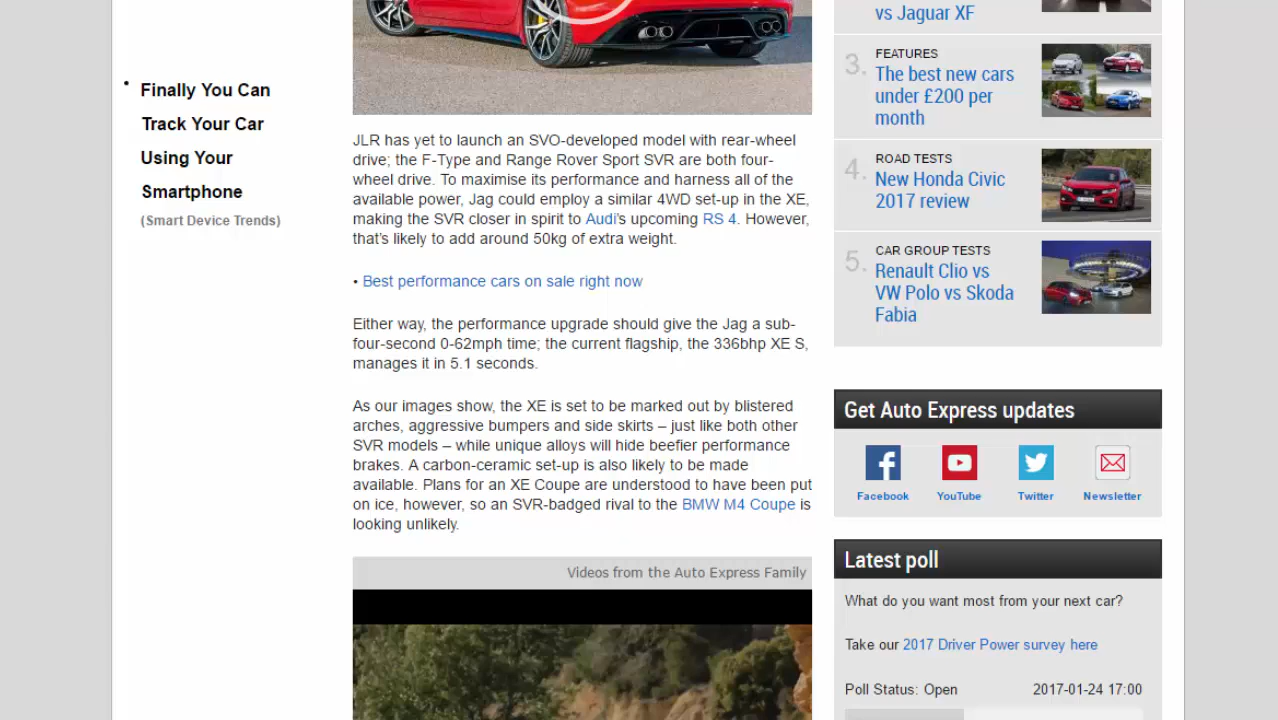 Finally You Can
Track Your Car
Using Your
Smartphone
(Smart Device Trends)
JLR has yet to launch an SVO-developed model with rear-wheel
drive; the F-Type and Range Rover Sport SVR are both four-
wheel drive. To maximise its performance and harness all of the
available power, Jag could employ a similar 4WD set-up in the XE,
making the SVR closer in spirit to Audi's upcoming RS 4. However,
that's likely to add around 50kg of extra weight.
• Best performance cars on sale right now
Either way, the performance upgrade should give the Jag a sub-
four-second 0-62mph time; the current flagship, the 336bhp XE S,
manages it in 5.1 seconds.
As our images show, the XE is set to be marked out by blistered
arches, aggressive bumpers and side skirts – just like both other
SVR models – while unique alloys will hide beefier performance
brakes. A carbon-ceramic set-up is also likely to be made
available. Plans for an XE Coupe are understood to have been put
on ice, however, so an SVR-badged rival to the BMW M4 Coupe is
looking unlikely.
Videos from the Auto Express Family
vs Jaguar XF
3. FEATURES
The best new cars
under £200 per
month
4. ROAD TESTS
New Honda Civic
2017 review
5. CAR GROUP TESTS
Renault Clio vs
VW Polo vs Skoda
Fabia
Get Auto Express updates
Facebook YouTube Twitter Newsletter
Latest poll
What do you want most from your next car?
Take our 2017 Driver Power survey here
Poll Status: Open 2017-01-24 17:00